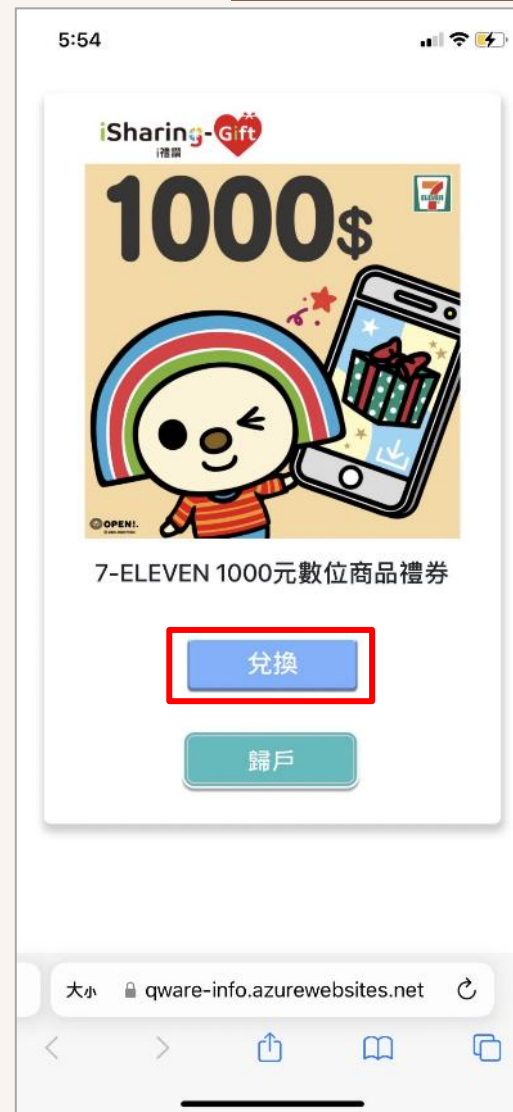 5:54
iSharing-Gift
i禮贈
1000$
7
ELEVEN
OPEN!.
7-ELEVEN 1000元數位商品禮券
兌換
歸戶
大小 qware-info.azurewebsites.net